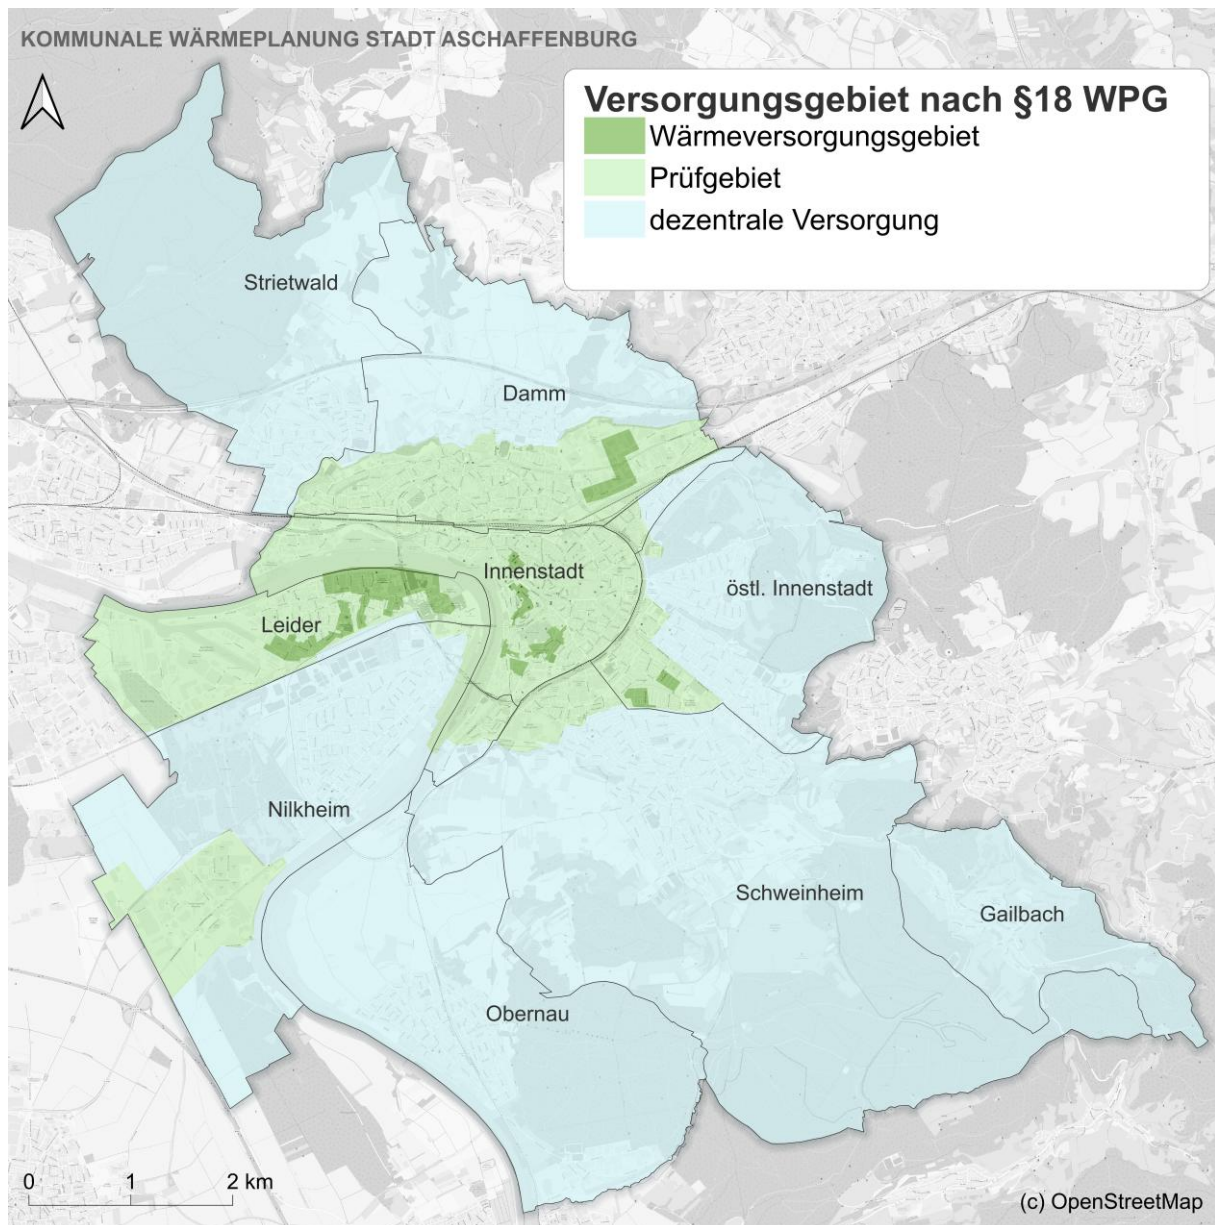 KOMMUNALE WÄRMEPLANUNG STADT ASCHAFFENBURG
Versorgungsgebiet nach §18 WPG
Wärmeversorgungsgebiet
Prüfgebiet
dezentrale Versorgung
Strietwald
Damm
Innenstadt
östl. Innenstadt
Leider
Nilkheim
Schweinheim
Gailbach
Obernau
0 1 2 km
(c) OpenStreetMap